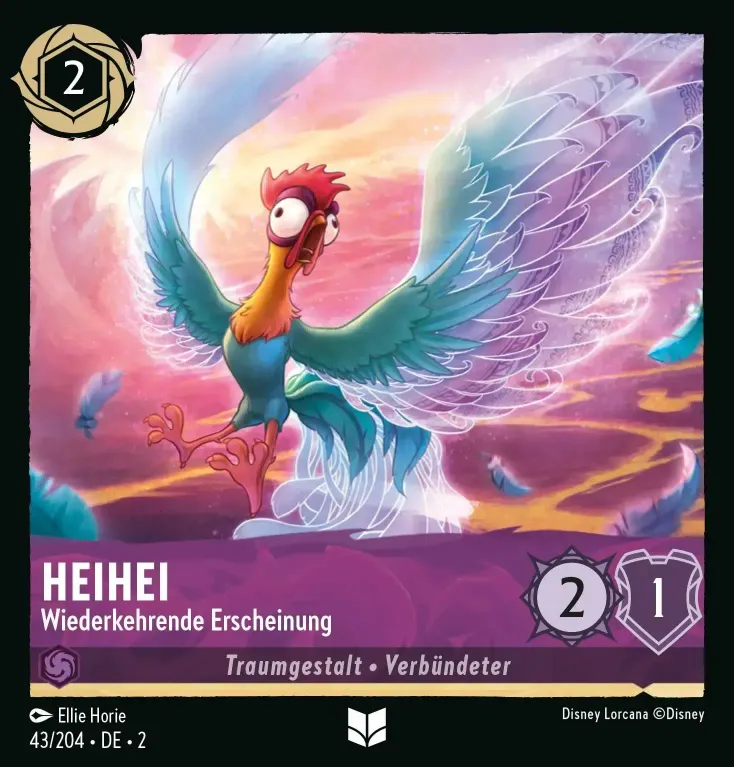 2
HEIHEI
Wiederkehrende Erscheinung
2
1
Traumgestalt • Verbündeter
Ellie Horie
Disney Lorcana ©Disney
43/204 • DE • 2